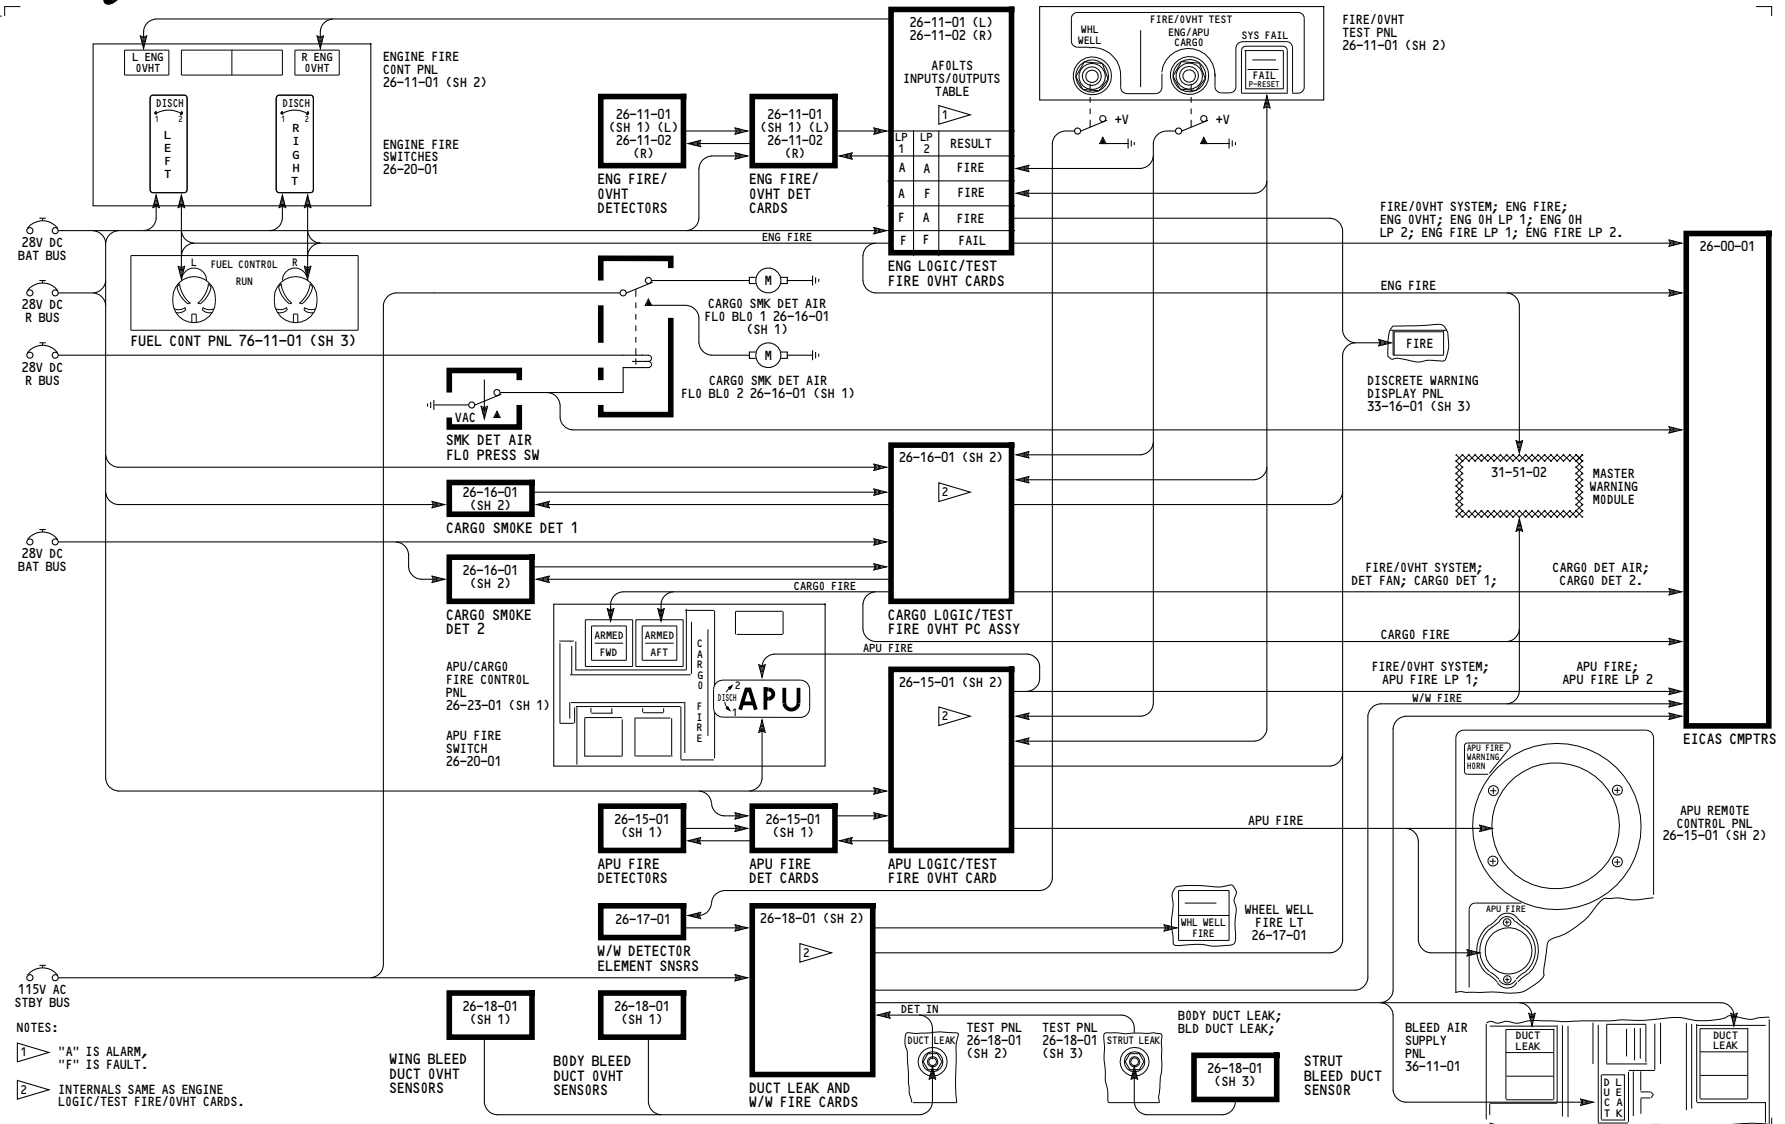 L ENG
OVHT
R ENG
OVHT
ENGINE FIRE
CONT PNL
26-11-01 (SH 2)
DISCH
1 2
LEFT
DISCH
1 2
RIGHT
ENGINE FIRE
SWITCHES
26-20-01
28V DC
BAT BUS
28V DC
R BUS
28V DC
R BUS
L FUEL CONTROL R
RUN
FUEL CONT PNL 76-11-01 (SH 3)
26-11-01
(SH 1) (L)
26-11-02
(R)
ENG FIRE/
OVHT
DETECTORS
26-11-01
(SH 1) (L)
26-11-02
(R)
ENG FIRE/
OVHT DET
CARDS
26-11-01 (L)
26-11-02 (R)
AFOLTS
INPUTS/OUTPUTS
TABLE
1
LP 1 LP 2 RESULT
A A FIRE
A F FIRE
F A FIRE
F F FAIL
ENG LOGIC/TEST
FIRE OVHT CARDS
ENG FIRE
FIRE/OVHT TEST
WHL
WELL
ENG/APU
CARGO
SYS FAIL
FAIL
P-RESET
FIRE/OVHT
TEST PNL
26-11-01 (SH 2)
+V
+V
FIRE/OVHT SYSTEM; ENG FIRE;
ENG OVHT; ENG OH LP 1; ENG OH
LP 2; ENG FIRE LP 1; ENG FIRE LP 2.
26-00-01
ENG FIRE
M
CARGO SMK DET AIR
FLO BLO 1 26-16-01
(SH 1)
M
CARGO SMK DET AIR
FLO BLO 2 26-16-01 (SH 1)
VAC
SMK DET AIR
FLO PRESS SW
FIRE
DISCRETE WARNING
DISPLAY PNL
33-16-01 (SH 3)
26-16-01 (SH 2)
2
31-51-02
MASTER
WARNING
MODULE
26-16-01
(SH 2)
CARGO SMOKE DET 1
28V DC
BAT BUS
26-16-01
(SH 2)
CARGO SMOKE
DET 2
CARGO FIRE
CARGO LOGIC/TEST
FIRE OVHT PC ASSY
FIRE/OVHT SYSTEM;
DET FAN; CARGO DET 1;
CARGO DET AIR;
CARGO DET 2.
CARGO FIRE
ARMED
FWD
ARMED
AFT
CARGO FIRE
DISCH
2
1
APU
APU/CARGO
FIRE CONTROL
PNL
26-23-01 (SH 1)
APU FIRE
SWITCH
26-20-01
APU FIRE
26-15-01 (SH 2)
2
FIRE/OVHT SYSTEM;
APU FIRE LP 1;
APU FIRE;
APU FIRE LP 2
W/W FIRE
EICAS CMPTRS
26-15-01
(SH 1)
APU FIRE
DETECTORS
26-15-01
(SH 1)
APU FIRE
DET CARDS
APU LOGIC/TEST
FIRE OVHT CARD
APU FIRE
APU FIRE
WARNING
HORN
APU REMOTE
CONTROL PNL
26-15-01 (SH 2)
APU FIRE
26-17-01
W/W DETECTOR
ELEMENT SNSRS
26-18-01 (SH 2)
2
WHL WELL
FIRE
WHEEL WELL
FIRE LT
26-17-01
115V AC
STBY BUS
26-18-01
(SH 1)
WING BLEED
DUCT OVHT
SENSORS
26-18-01
(SH 1)
BODY BLEED
DUCT OVHT
SENSORS
DUCT LEAK AND
W/W FIRE CARDS
DET IN
DUCT LEAK
TEST PNL
26-18-01
(SH 2)
TEST PNL
26-18-01
(SH 3)
STRUT LEAK
BODY DUCT LEAK;
BLD DUCT LEAK;
26-18-01
(SH 3)
STRUT
BLEED DUCT
SENSOR
BLEED AIR
SUPPLY
PNL
36-11-01
DUCT
LEAK
DUCT
LEAK
DUCT LEAK
NOTES:
1 "A" IS ALARM,
"F" IS FAULT.
2 INTERNALS SAME AS ENGINE
LOGIC/TEST FIRE/OVHT CARDS.